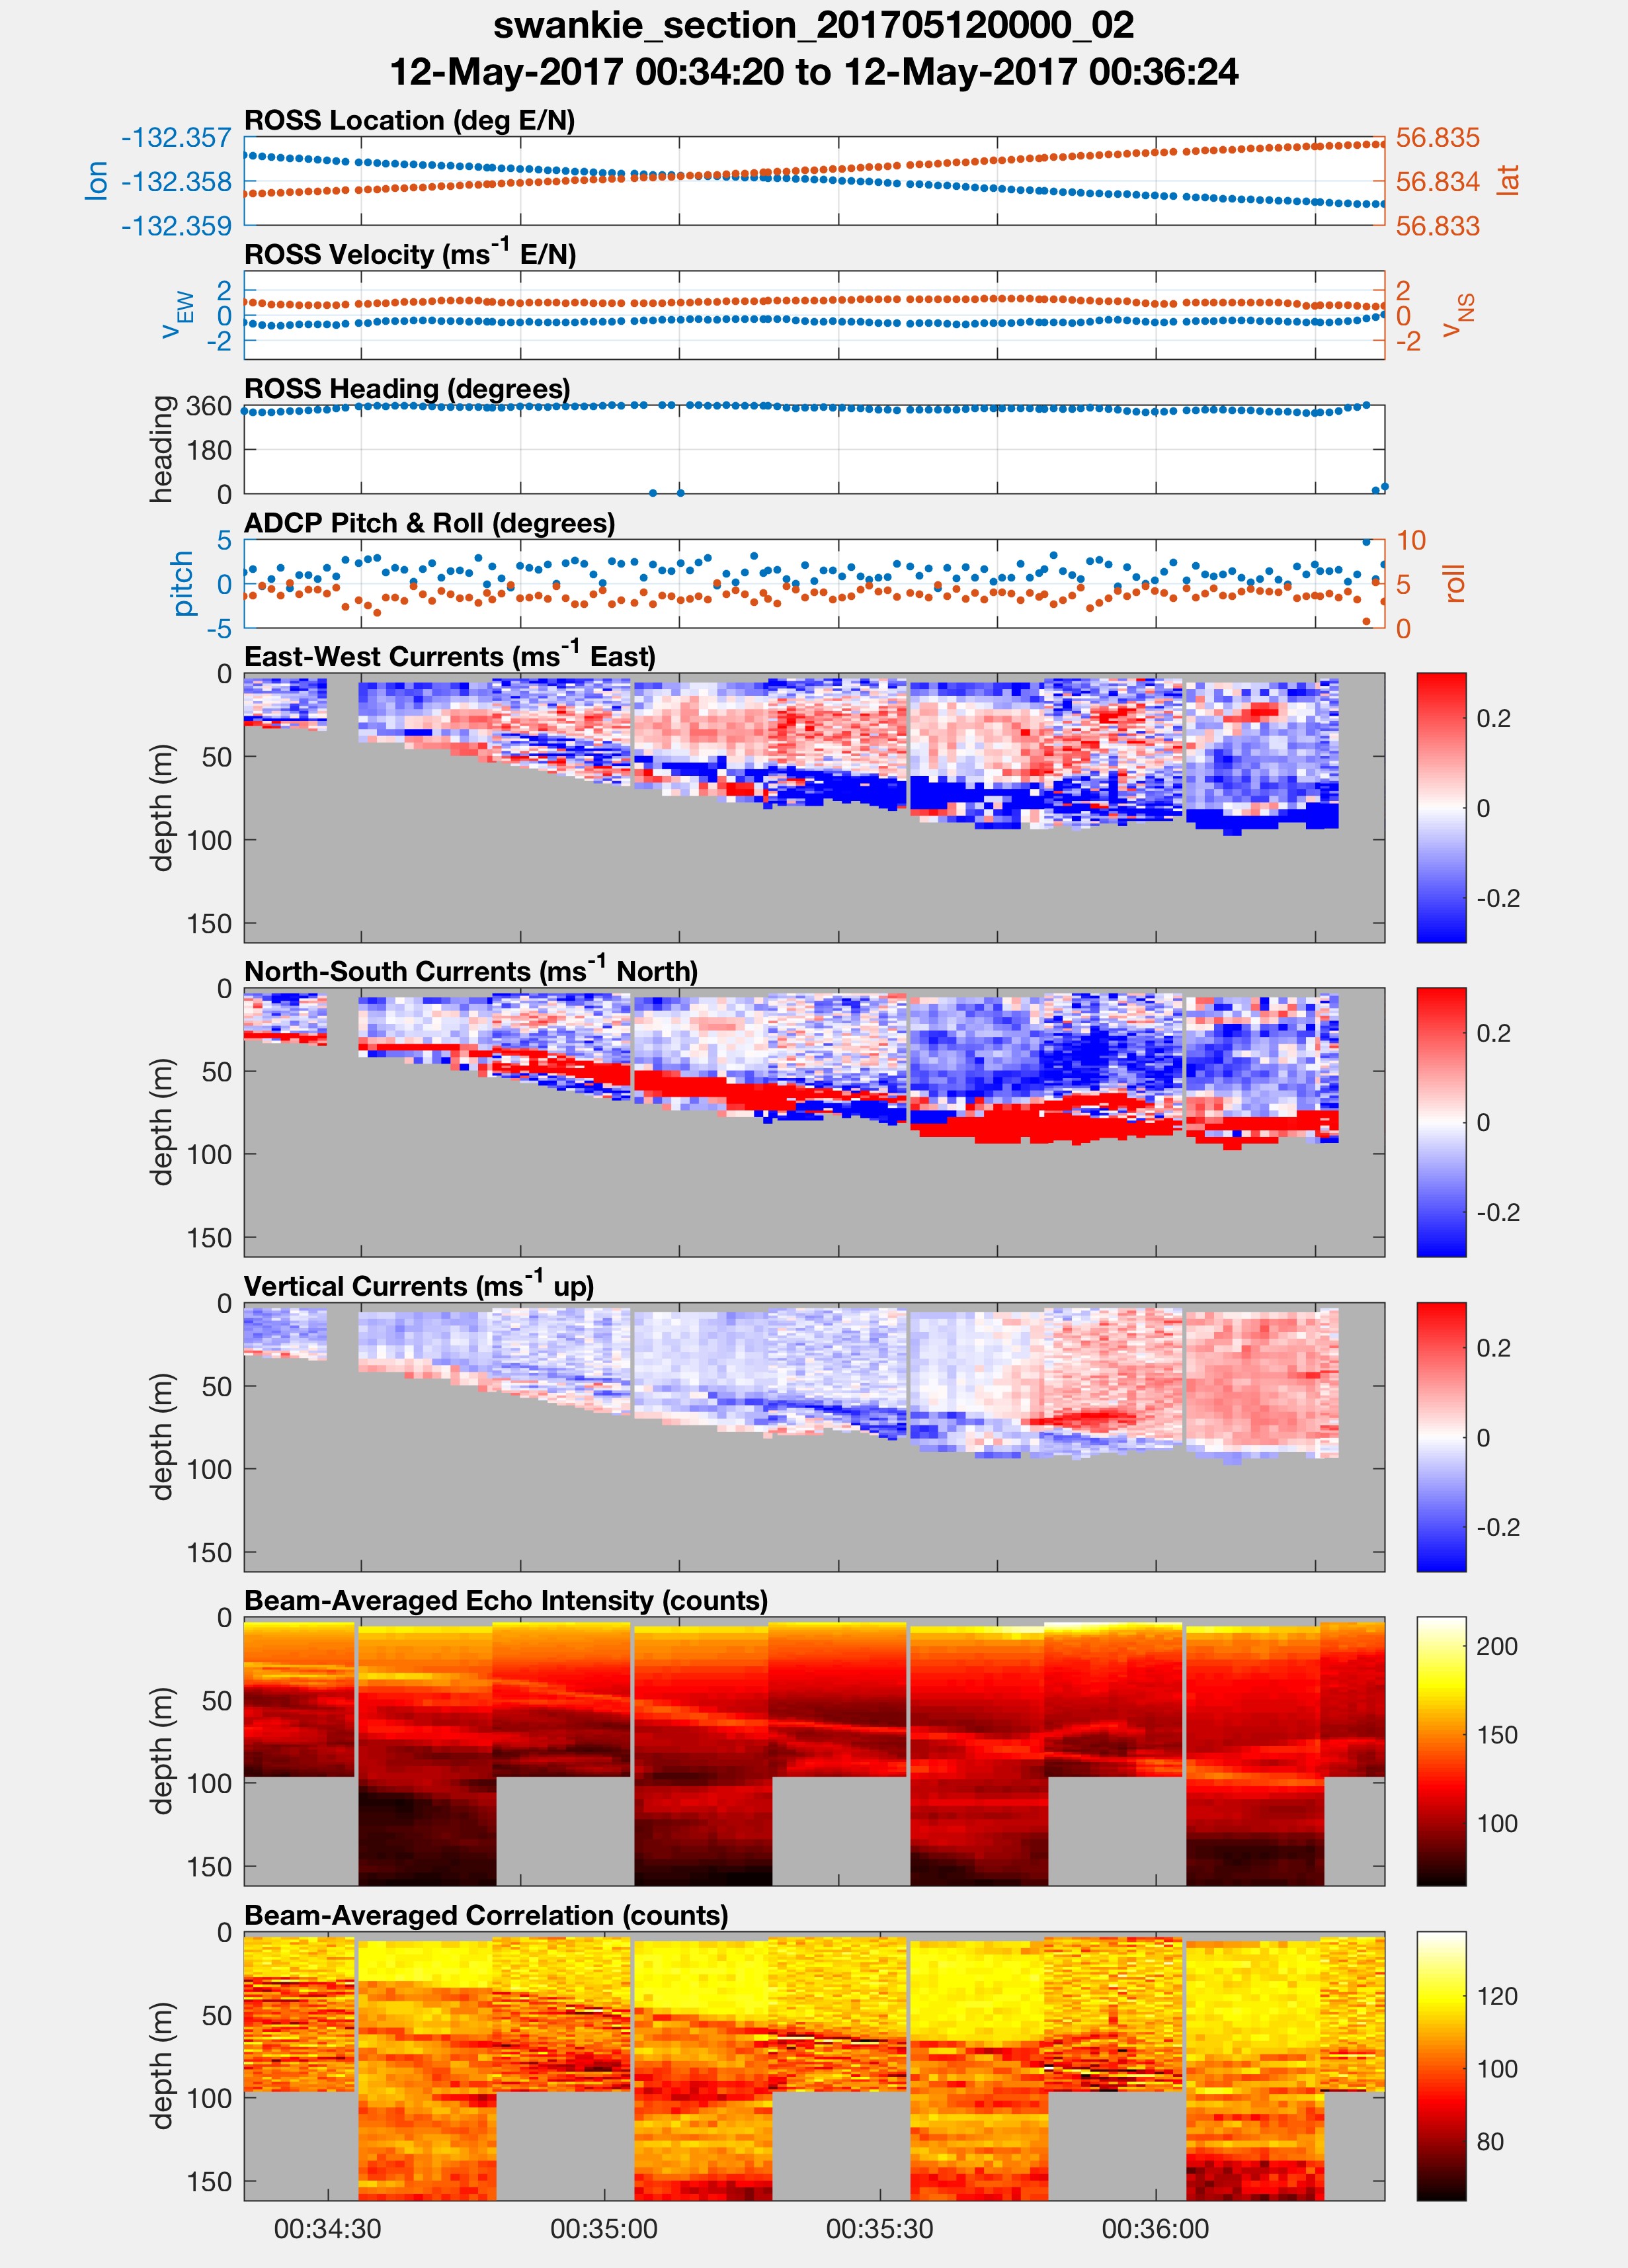 swankie_section_201705120000_02
12-May-2017 00:34:20 to 12-May-2017 00:36:24
ROSS Location (deg E/N)
-132.357
-132.358
-132.359
lon
56.835
56.834
56.833
lat
ROSS Velocity (ms-1 E/N)
2
0
-2
vEW
2
0
-2
vNS
ROSS Heading (degrees)
360
180
0
heading
ADCP Pitch & Roll (degrees)
5
0
-5
pitch
10
5
0
roll
East-West Currents (ms-1 East)
0
50
100
150
depth (m)
0.2
0
-0.2
North-South Currents (ms-1 North)
0
50
100
150
depth (m)
0.2
0
-0.2
Vertical Currents (ms-1 up)
0
50
100
150
depth (m)
0.2
0
-0.2
Beam-Averaged Echo Intensity (counts)
0
50
100
150
depth (m)
200
150
100
Beam-Averaged Correlation (counts)
0
50
100
150
depth (m)
120
100
80
00:34:30 00:35:00 00:35:30 00:36:00